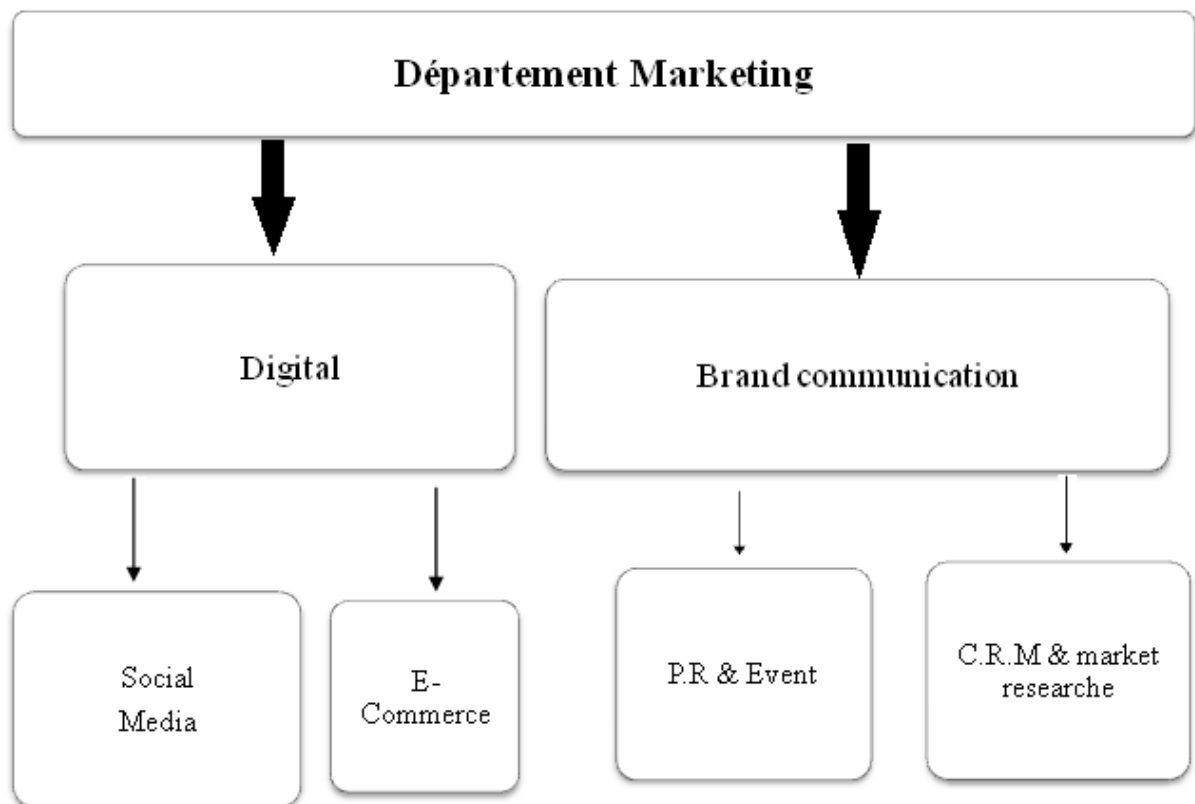 Département Marketing
Digital
Brand communication
Social
Media
E-
Commerce
P.R & Event
C.R.M & market
researche